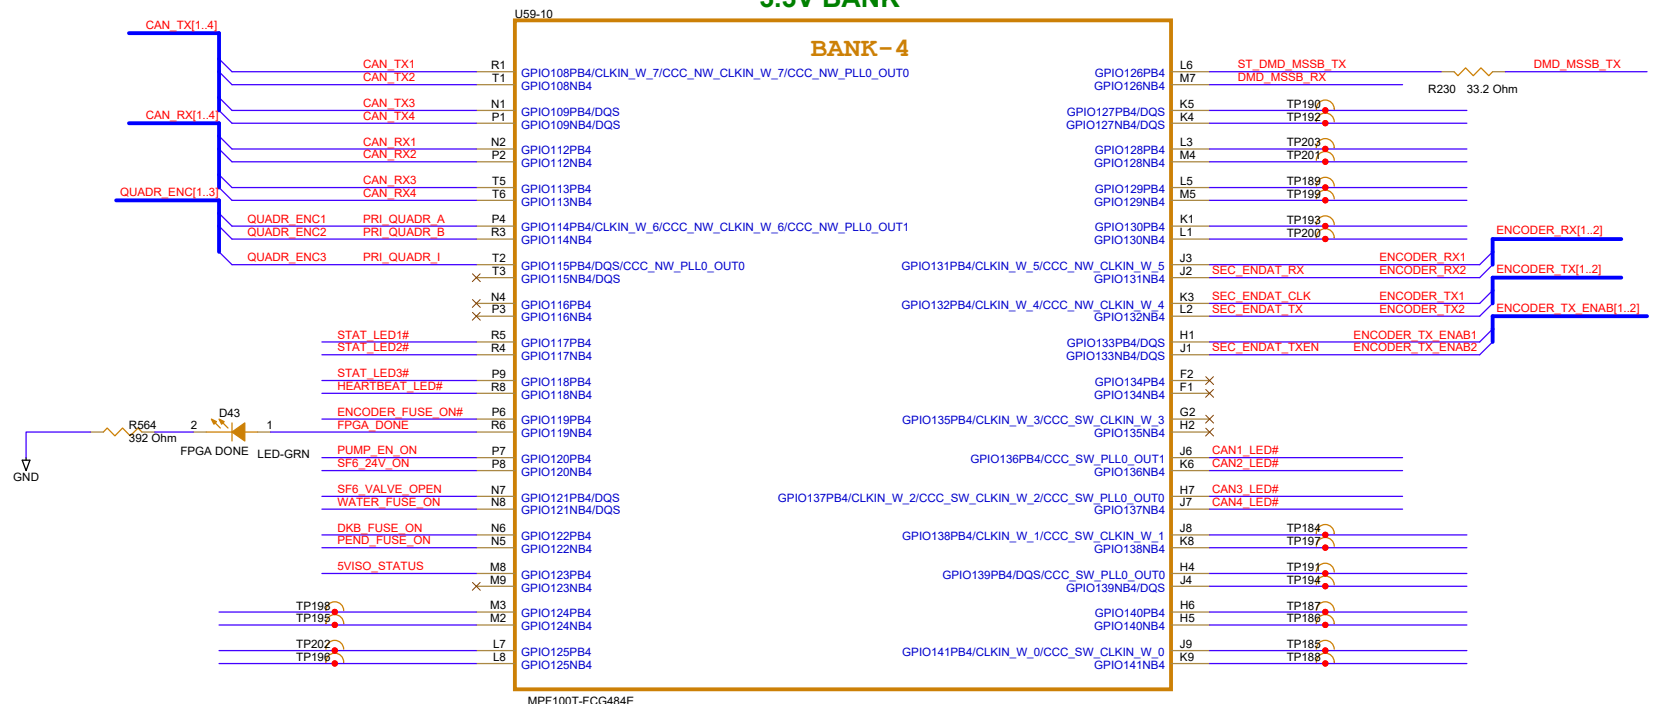 3.3V BANK
U59-10
BANK-4
CAN_TX[1..4]
CAN_TX1 R1 GPIO108PB4/CLKIN_W_7/CCC_NW_CLKIN_W_7/CCC_NW_PLL0_OUT0
CAN_TX2 T1 GPIO108NB4
CAN_TX3 N1 GPIO109PB4/DQS
CAN_TX4 P1 GPIO109NB4/DQS
CAN_RX[1..4]
CAN_RX1 N2 GPIO112PB4
CAN_RX2 P2 GPIO112NB4
CAN_RX3 T5 GPIO113PB4
CAN_RX4 T6 GPIO113NB4
QUADR_ENC[1..3]
QUADR_ENC1 PRI_QUADR_A P4 GPIO114PB4/CLKIN_W_6/CCC_NW_CLKIN_W_6/CCC_NW_PLL0_OUT1
QUADR_ENC2 PRI_QUADR_B R3 GPIO114NB4
QUADR_ENC3 PRI_QUADR_I T2 GPIO115PB4/DQS/CCC_NW_PLL0_OUT0
T3 GPIO115NB4/DQS
N4 GPIO116PB4
P3 GPIO116NB4
STAT_LED1# R5 GPIO117PB4
STAT_LED2# R4 GPIO117NB4
STAT_LED3# P9 GPIO118PB4
HEARTBEAT_LED# R8 GPIO118NB4
ENCODER_FUSE_ON# P6 GPIO119PB4
FPGA_DONE R6 GPIO119NB4
R564
392 Ohm
2 D43 1
FPGA DONE LED-GRN
GND
PUMP_EN_ON P7 GPIO120PB4
SF6_24V_ON P8 GPIO120NB4
SF6_VALVE_OPEN N7 GPIO121PB4/DQS
WATER_FUSE_ON N8 GPIO121NB4/DQS
DKB_FUSE_ON N6 GPIO122PB4
PEND_FUSE_ON N5 GPIO122NB4
5VISO_STATUS M8 GPIO123PB4
M9 GPIO123NB4
TP198 M3 GPIO124PB4
TP195 M2 GPIO124NB4
TP202 L7 GPIO125PB4
TP196 L8 GPIO125NB4
GPIO126PB4 L6 ST_DMD_MSSB_TX DMD_MSSB_TX
GPIO126NB4 M7 DMD_MSSB_RX
R230 33.2 Ohm
GPIO127PB4/DQS K5 TP190
GPIO127NB4/DQS K4 TP192
GPIO128PB4 L3 TP203
GPIO128NB4 M4 TP201
GPIO129PB4 L5 TP189
GPIO129NB4 M5 TP199
GPIO130PB4 K1 TP193
GPIO130NB4 L1 TP200
ENCODER_RX[1..2]
GPIO131PB4/CLKIN_W_5/CCC_NW_CLKIN_W_5 J3 ENCODER_RX1
GPIO131NB4 J2 SEC_ENDAT_RX ENCODER_RX2
ENCODER_TX[1..2]
GPIO132PB4/CLKIN_W_4/CCC_NW_CLKIN_W_4 K3 SEC_ENDAT_CLK ENCODER_TX1
GPIO132NB4 L2 SEC_ENDAT_TX ENCODER_TX2
ENCODER_TX_ENAB[1..2]
GPIO133PB4/DQS H1 ENCODER_TX_ENAB1
GPIO133NB4/DQS J1 SEC_ENDAT_TXEN ENCODER_TX_ENAB2
GPIO134PB4 F2
GPIO134NB4 F1
GPIO135PB4/CLKIN_W_3/CCC_SW_CLKIN_W_3 G2
GPIO135NB4 H2
GPIO136PB4/CCC_SW_PLL0_OUT1 J6 CAN1_LED#
GPIO136NB4 K6 CAN2_LED#
GPIO137PB4/CLKIN_W_2/CCC_SW_CLKIN_W_2/CCC_SW_PLL0_OUT0 H7 CAN3_LED#
GPIO137NB4 J7 CAN4_LED#
GPIO138PB4/CLKIN_W_1/CCC_SW_CLKIN_W_1 J8 TP184
GPIO138NB4 K8 TP197
GPIO139PB4/DQS/CCC_SW_PLL0_OUT0 H4 TP191
GPIO139NB4/DQS J4 TP194
GPIO140PB4 H6 TP187
GPIO140NB4 H5 TP186
GPIO141PB4/CLKIN_W_0/CCC_SW_CLKIN_W_0 J9 TP185
GPIO141NB4 K9 TP188
MPF100T-FCG484E